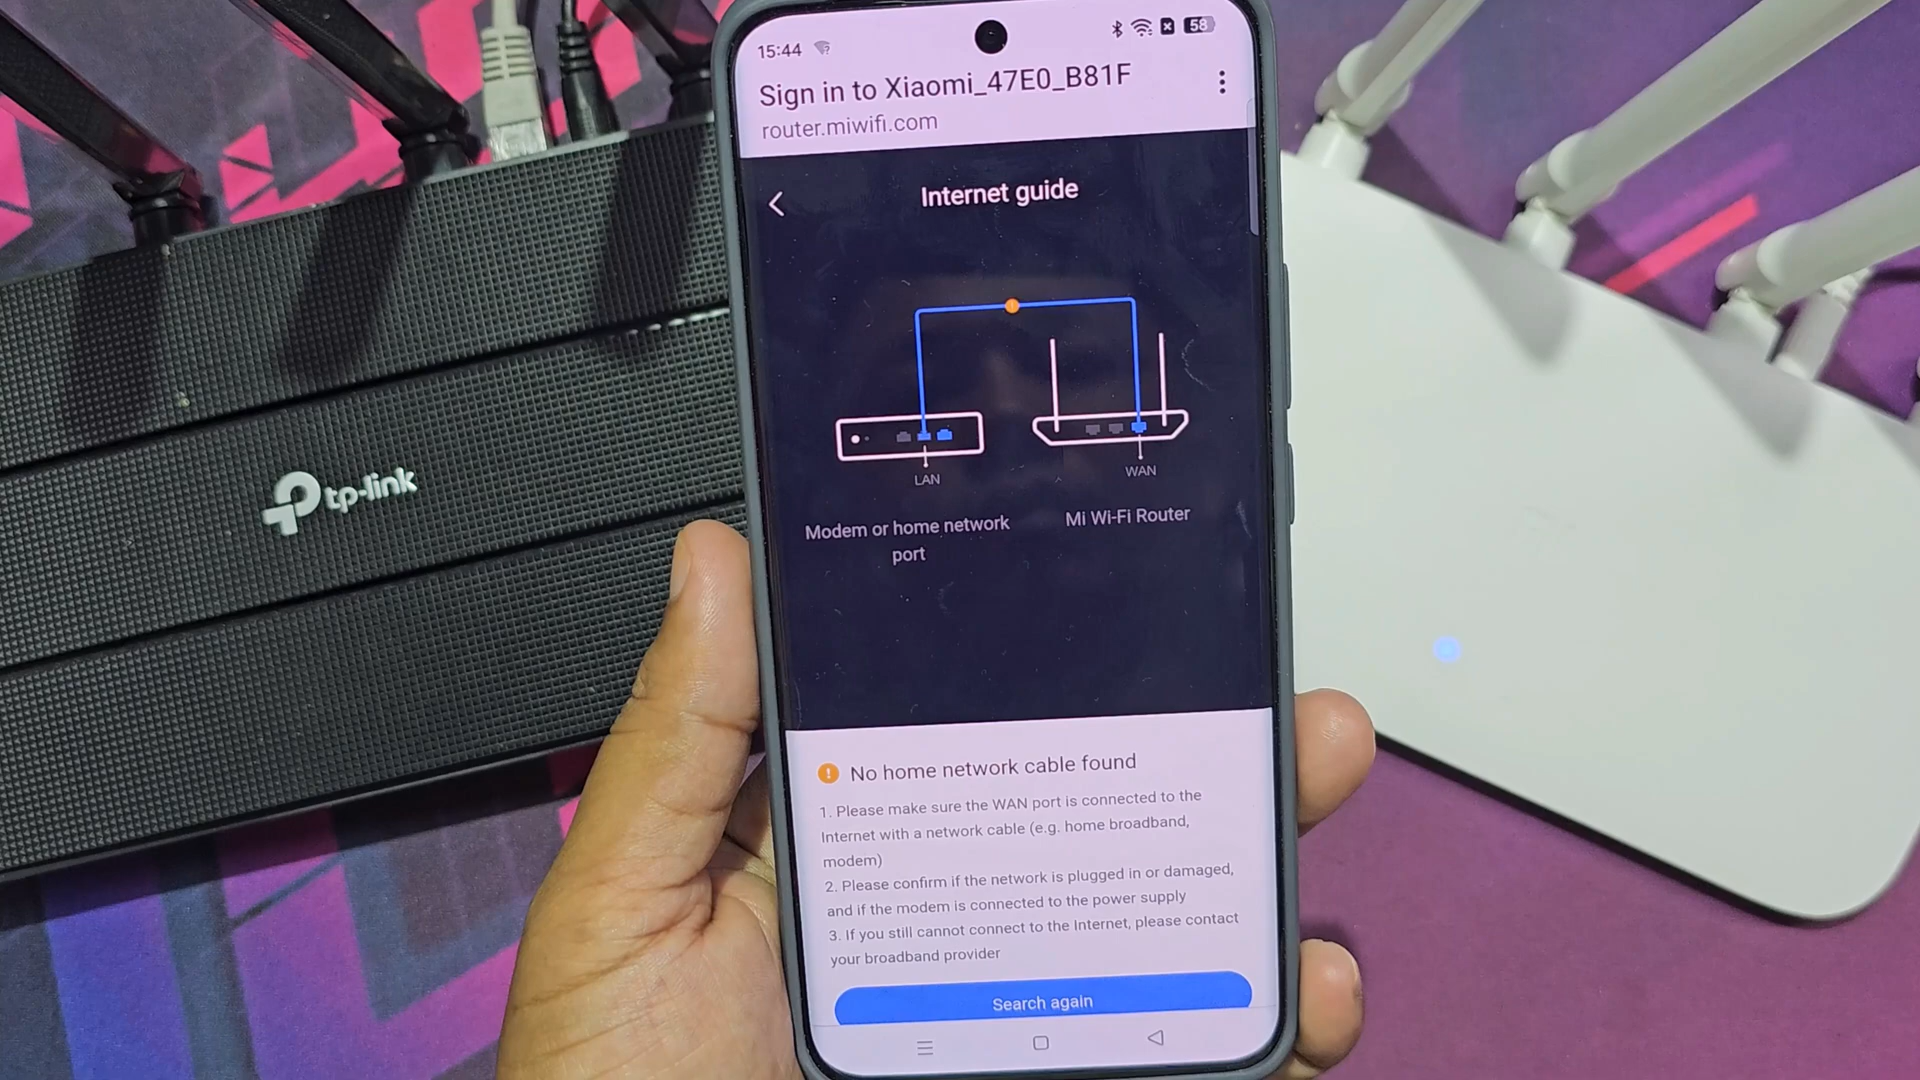 15:44
58
Sign in to Xiaomi_47E0_B81F
router.miwifi.com
Internet guide
LAN
WAN
Modem or home network
port
Mi Wi-Fi Router
tp-link
No home network cable found
1. Please make sure the WAN port is connected to the
Internet with a network cable (e.g. home broadband,
modem)
2. Please confirm if the network is plugged in or damaged,
and if the modem is connected to the power supply
3. If you still cannot connect to the Internet, please contact
your broadband provider
Search again